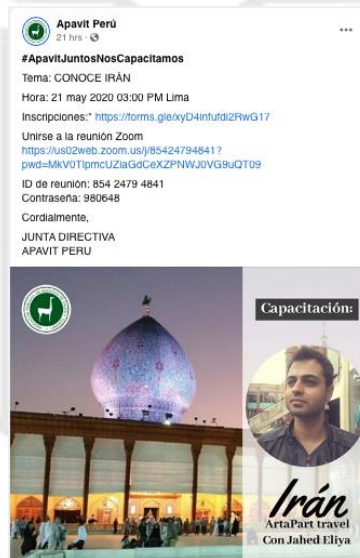 Apavit Perú
21 hrs ·
#ApavitJuntosNosCapacitamos
Tema: CONOCE IRÁN
Hora: 21 may 2020 03:00 PM Lima
Inscripciones:* https://forms.gle/xyD4infufdi2RwG17
Unirse a la reunión Zoom
https://us02web.zoom.us/j/85424794841?
pwd=MkV0TlpmcUZIaGdCeXZPNWJ0VG9uQT09
ID de reunión: 854 2479 4841
Contraseña: 980648
Cordialmente,
JUNTA DIRECTIVA
APAVIT PERU
Capacitación:
Irán
ArtaPart travel
Con Jahed Eliya